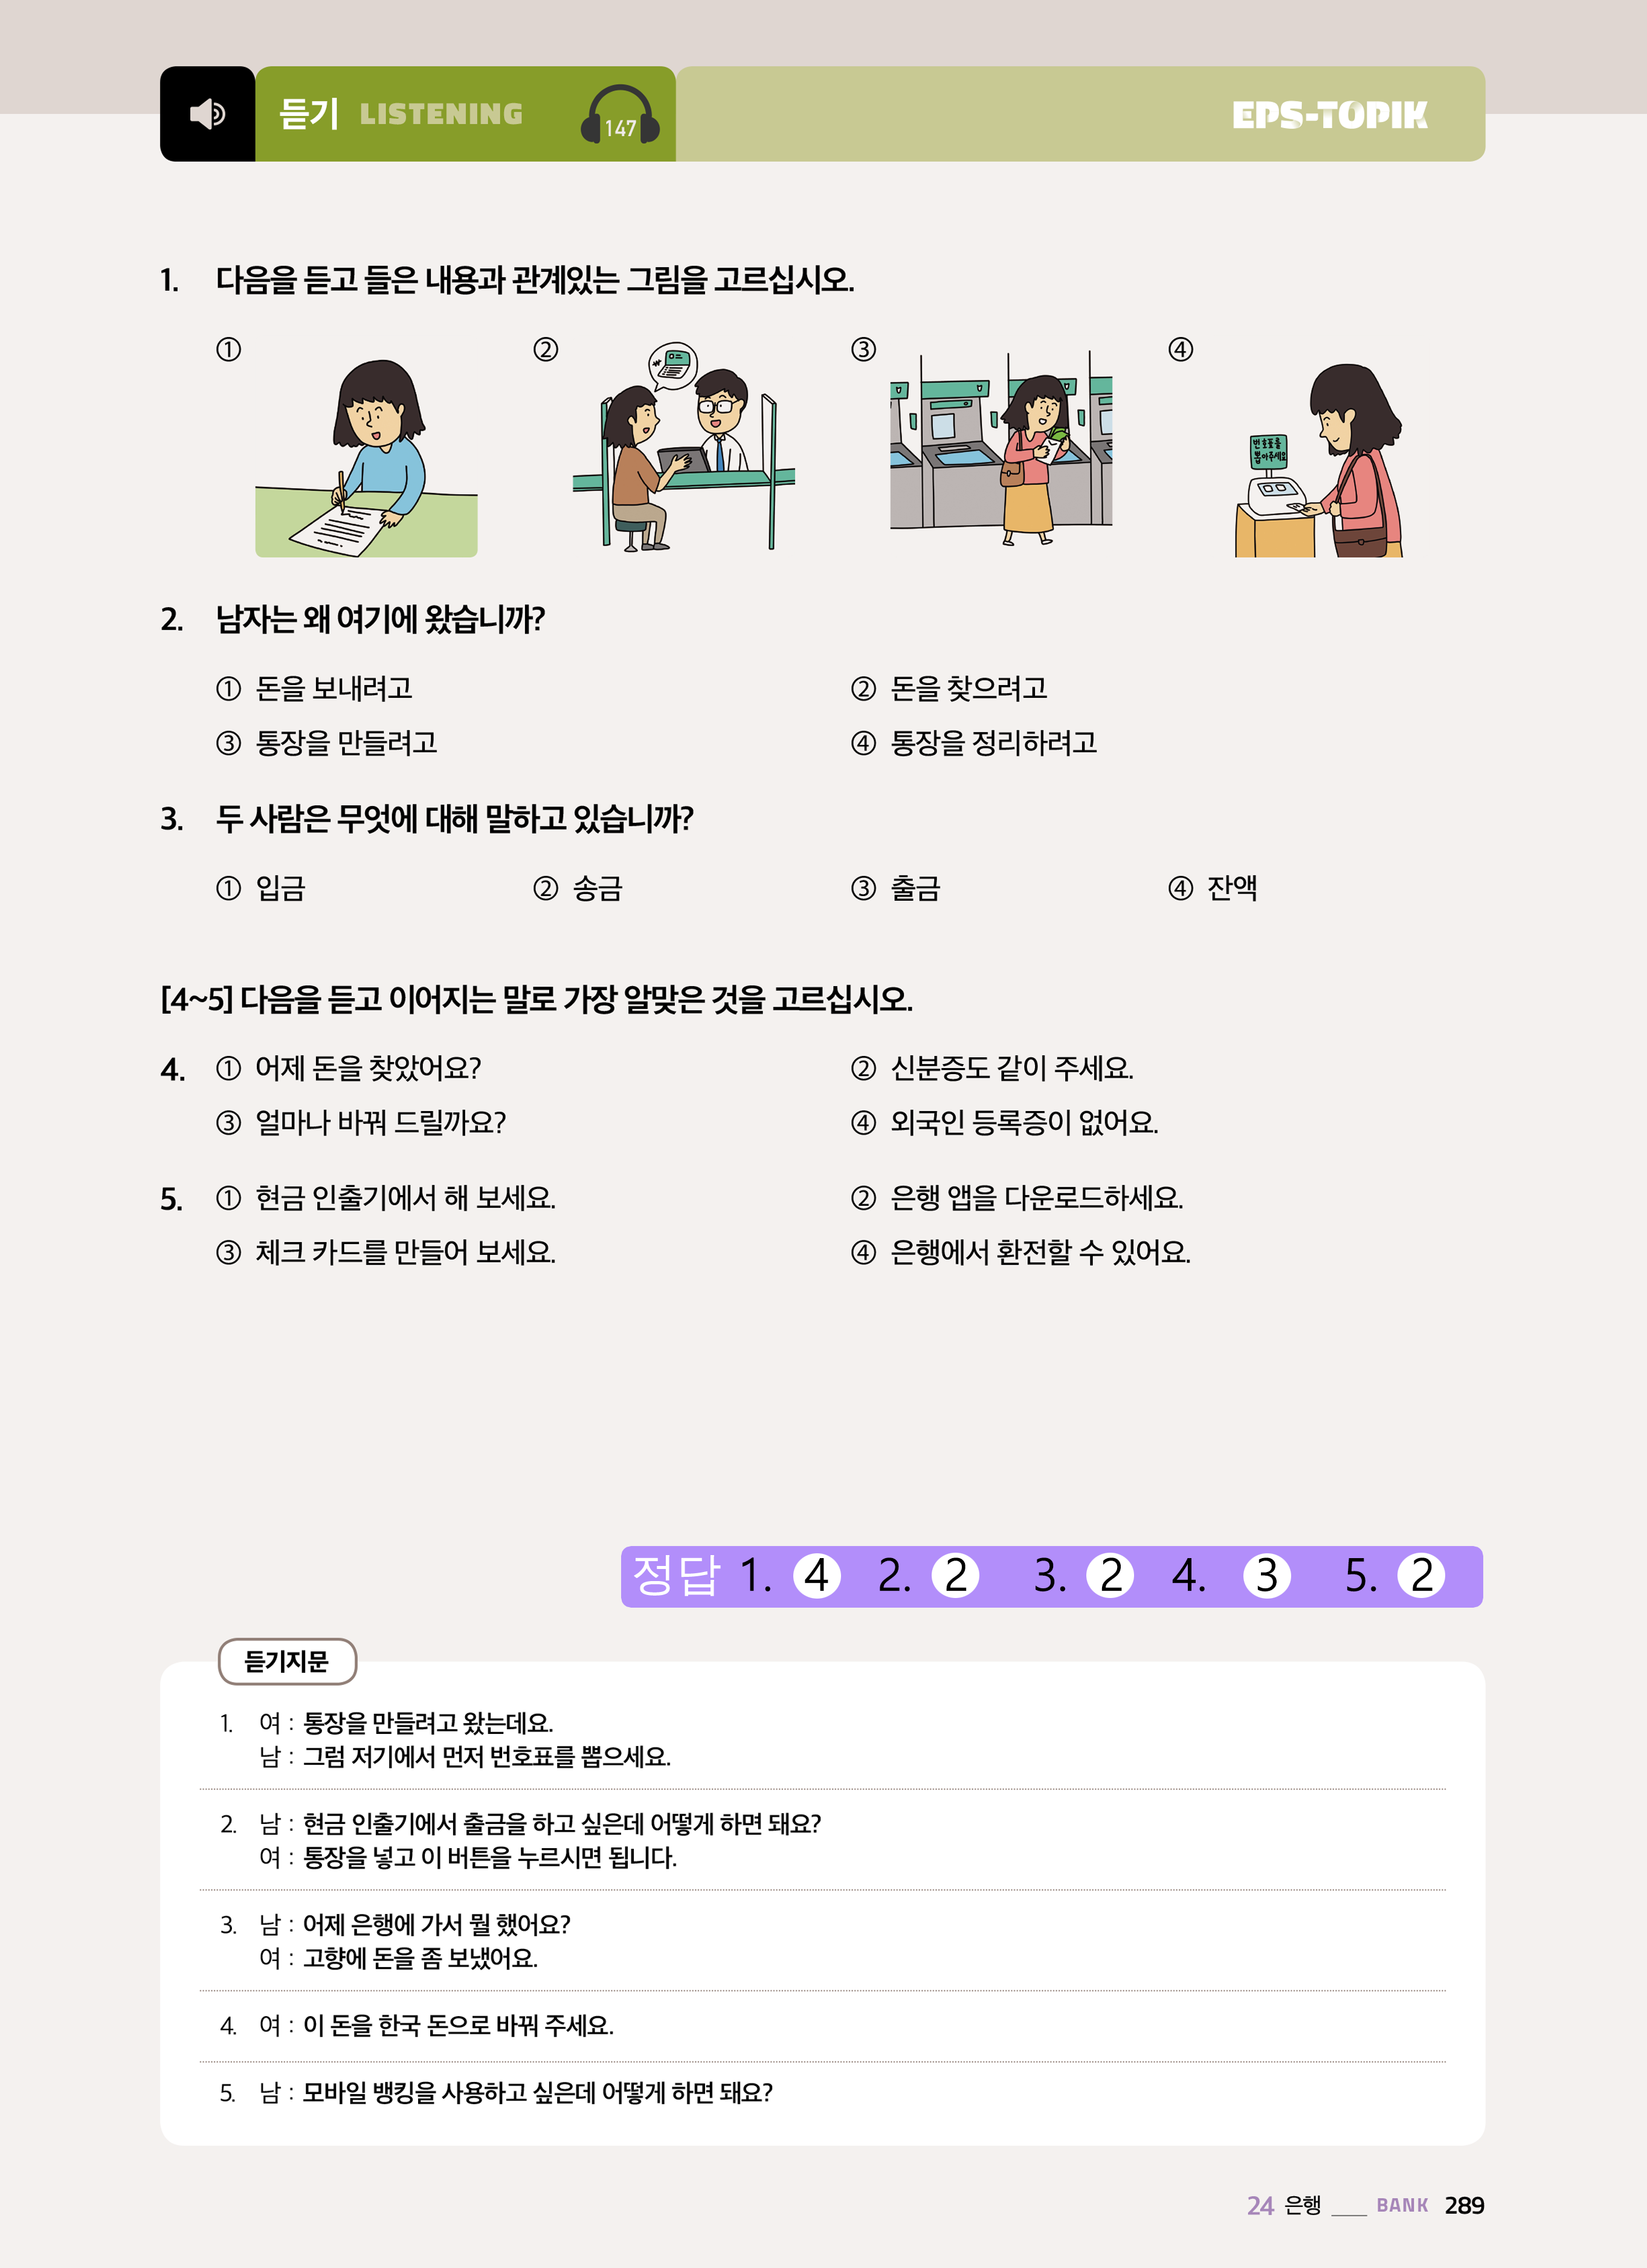 듣기 LISTENING 147 EPS-TOPIK
1. 다음을 듣고 들은 내용과 관계있는 그림을 고르십시오.
① ② ③ ④
번호표를
뽑아주세요
2. 남자는 왜 여기에 왔습니까?
① 돈을 보내려고 ② 돈을 찾으려고
③ 통장을 만들려고 ④ 통장을 정리하려고
3. 두 사람은 무엇에 대해 말하고 있습니까?
① 입금 ② 송금 ③ 출금 ④ 잔액
[4~5] 다음을 듣고 이어지는 말로 가장 알맞은 것을 고르십시오.
4. ① 어제 돈을 찾았어요? ② 신분증도 같이 주세요.
③ 얼마나 바꿔 드릴까요? ④ 외국인 등록증이 없어요.
5. ① 현금 인출기에서 해 보세요. ② 은행 앱을 다운로드하세요.
③ 체크 카드를 만들어 보세요. ④ 은행에서 환전할 수 있어요.
정답 1. 4 2. 2 3. 2 4. 3 5. 2
듣기지문
1. 여 : 통장을 만들려고 왔는데요.
남 : 그럼 저기에서 먼저 번호표를 뽑으세요.
2. 남 : 현금 인출기에서 출금을 하고 싶은데 어떻게 하면 돼요?
여 : 통장을 넣고 이 버튼을 누르시면 됩니다.
3. 남 : 어제 은행에 가서 뭘 했어요?
여 : 고향에 돈을 좀 보냈어요.
4. 여 : 이 돈을 한국 돈으로 바꿔 주세요.
5. 남 : 모바일 뱅킹을 사용하고 싶은데 어떻게 하면 돼요?
24 은행 ___ BANK 289